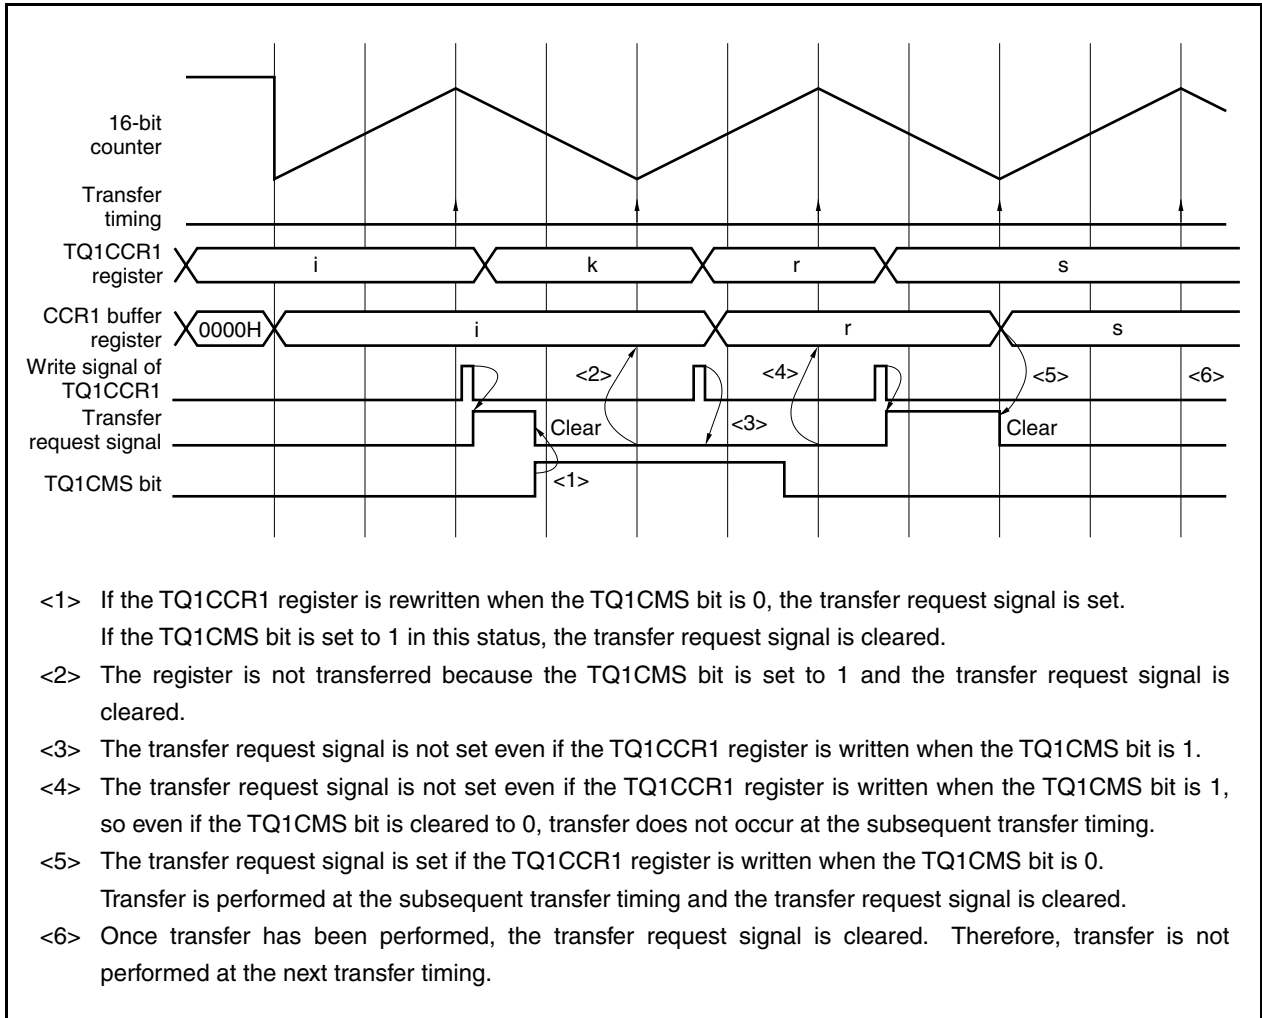 16-bit
counter
Transfer
timing
TQ1CCR1
register
i
k
r
s
CCR1 buffer
register
0000H
i
r
s
Write signal of
TQ1CCR1
<2>
<4>
<5>
<6>
Transfer
request signal
Clear
<3>
Clear
TQ1CMS bit
<1>
<1> If the TQ1CCR1 register is rewritten when the TQ1CMS bit is 0, the transfer request signal is set.
If the TQ1CMS bit is set to 1 in this status, the transfer request signal is cleared.
<2> The register is not transferred because the TQ1CMS bit is set to 1 and the transfer request signal is
cleared.
<3> The transfer request signal is not set even if the TQ1CCR1 register is written when the TQ1CMS bit is 1.
<4> The transfer request signal is not set even if the TQ1CCR1 register is written when the TQ1CMS bit is 1,
so even if the TQ1CMS bit is cleared to 0, transfer does not occur at the subsequent transfer timing.
<5> The transfer request signal is set if the TQ1CCR1 register is written when the TQ1CMS bit is 0.
Transfer is performed at the subsequent transfer timing and the transfer request signal is cleared.
<6> Once transfer has been performed, the transfer request signal is cleared. Therefore, transfer is not
performed at the next transfer timing.